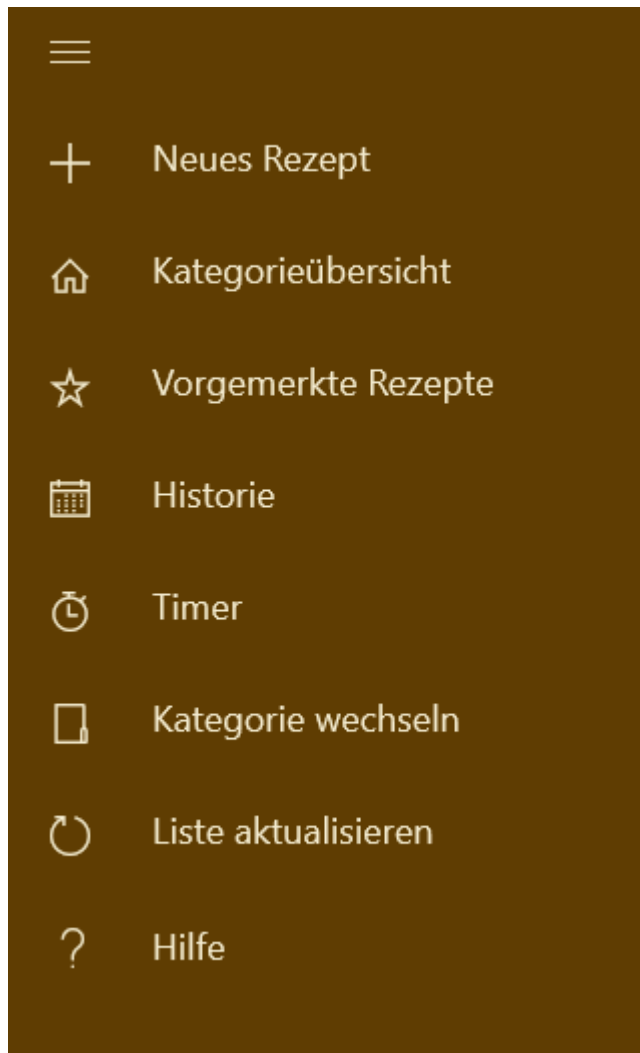 Neues Rezept
Kategorieübersicht
Vorgemerkte Rezepte
Historie
Timer
Kategorie wechseln
Liste aktualisieren
Hilfe